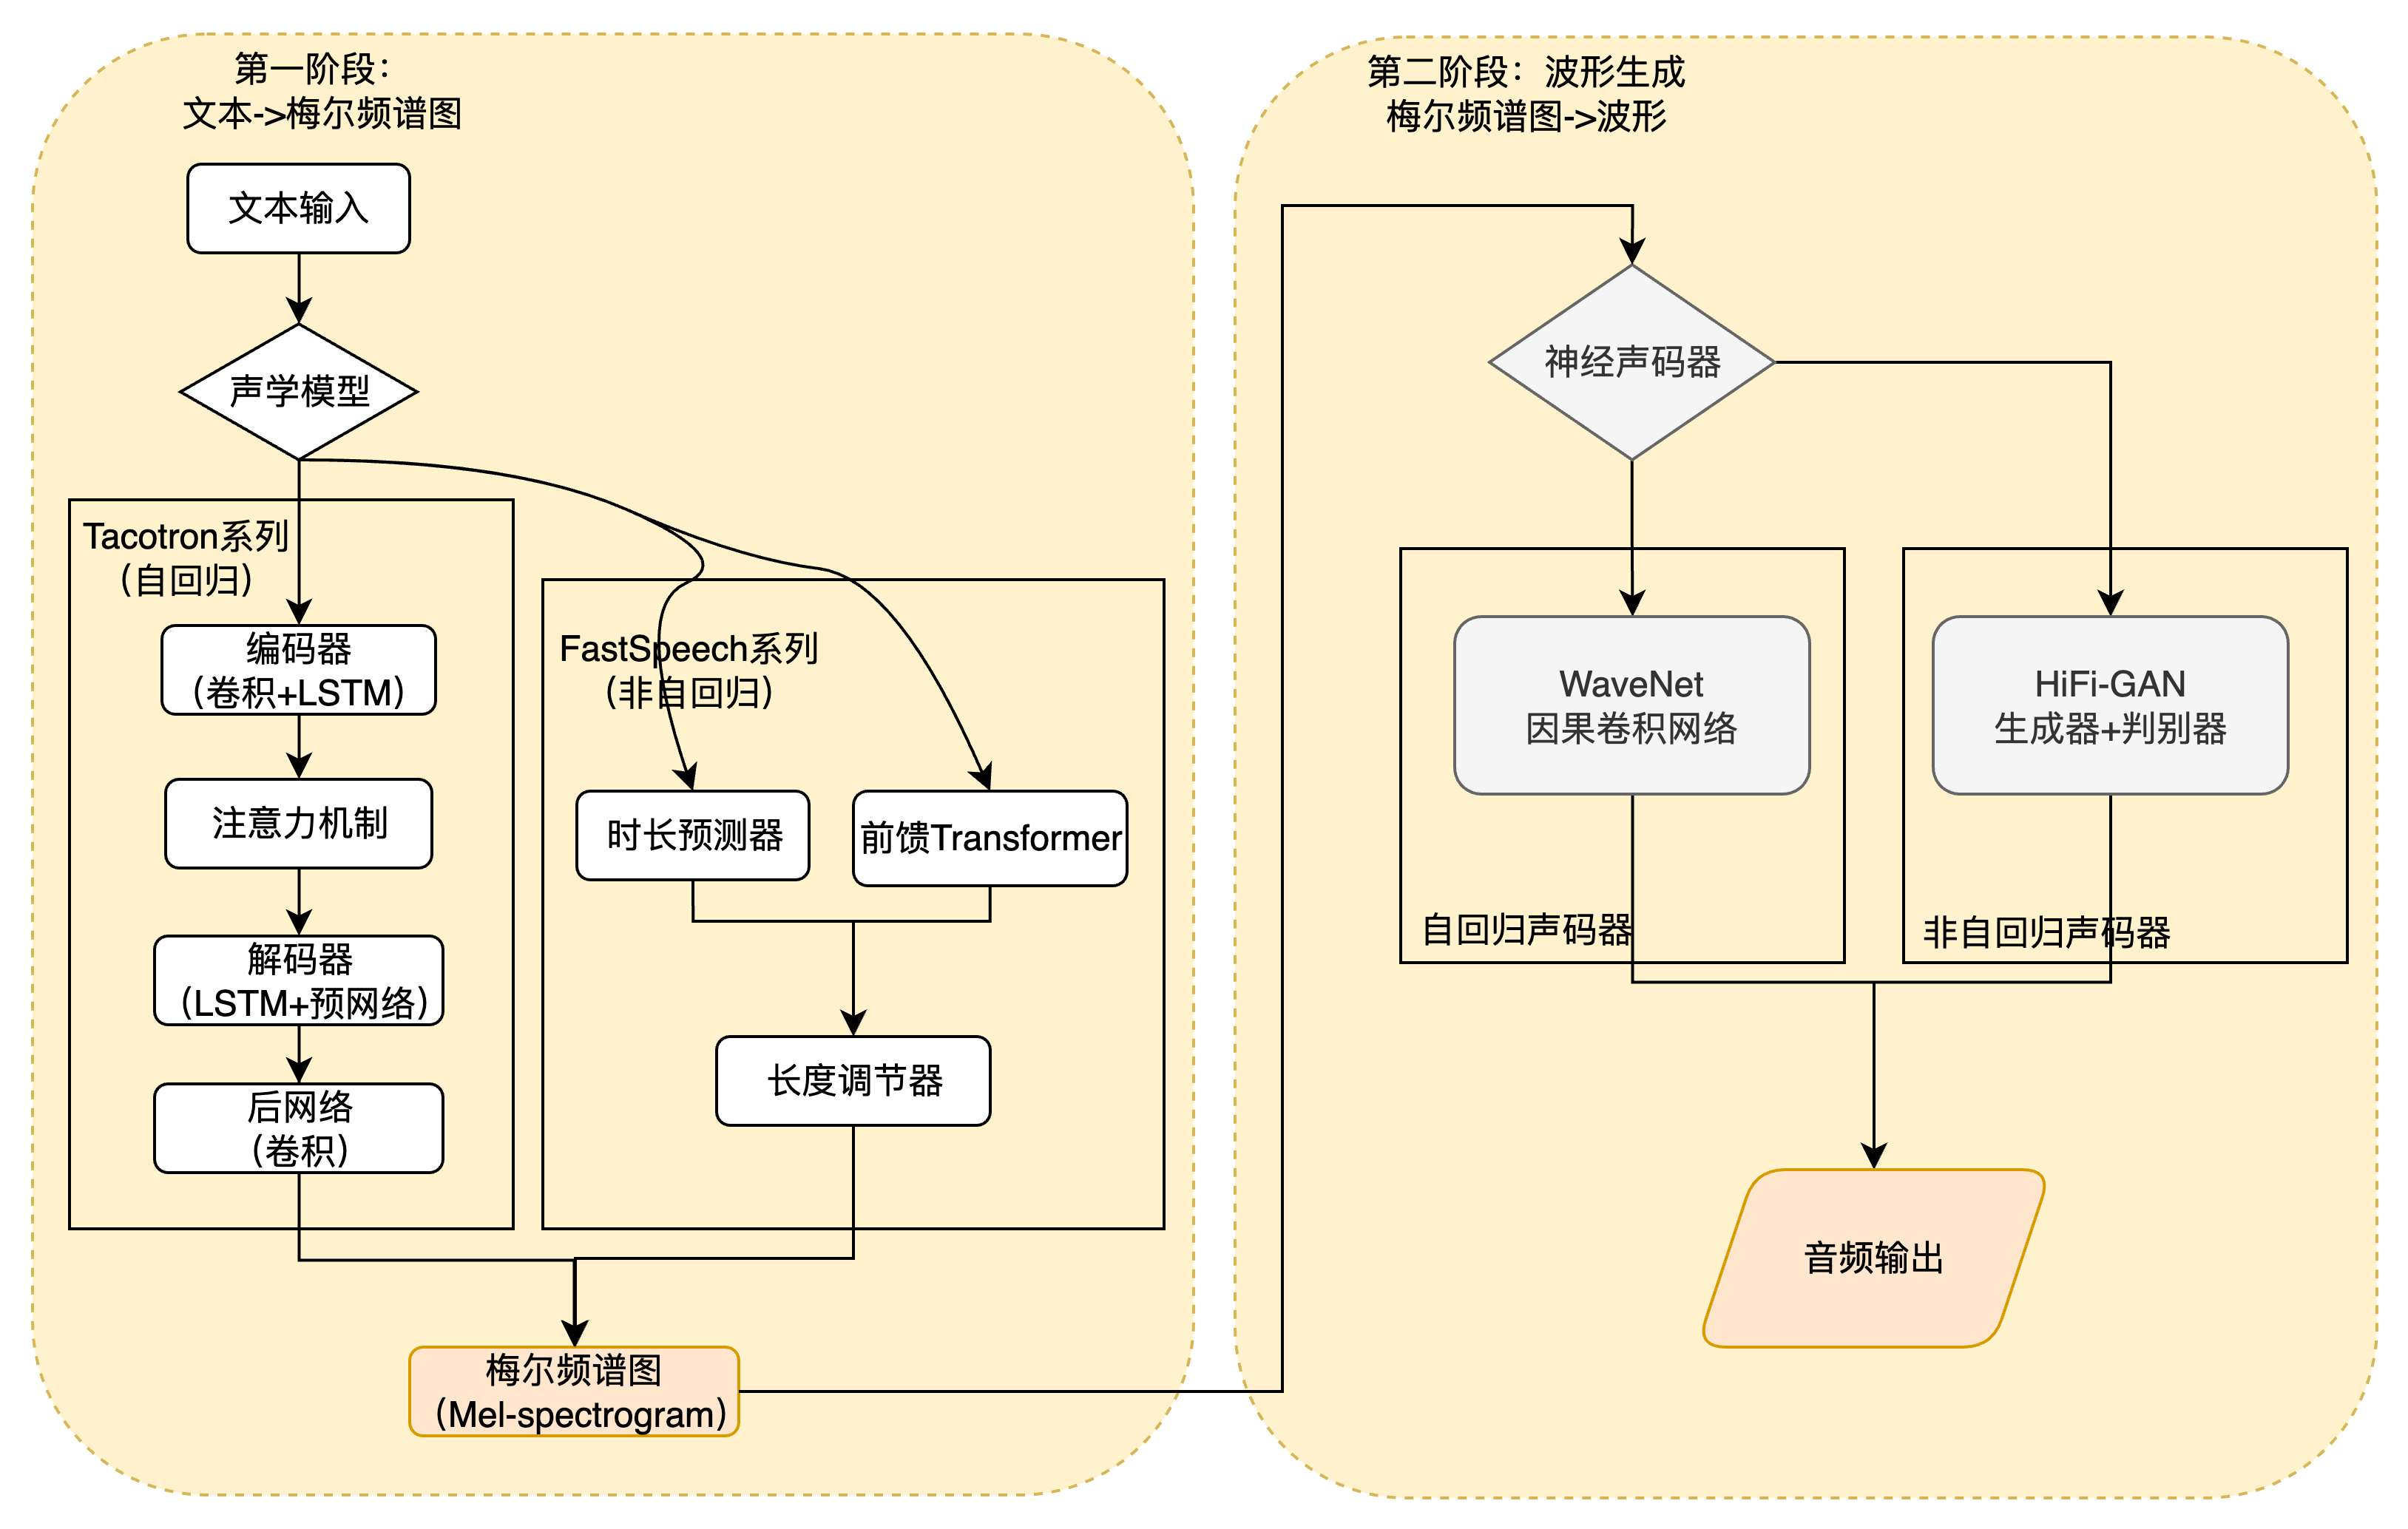 第一阶段：
文本->梅尔频谱图
文本输入
声学模型
Tacotron系列
（自回归）
编码器
（卷积+LSTM）
注意力机制
解码器
（LSTM+预网络）
后网络
（卷积）
FastSpeech系列
（非自回归）
时长预测器
前馈Transformer
长度调节器
梅尔频谱图
（Mel-spectrogram）
第二阶段：波形生成
梅尔频谱图->波形
神经声码器
WaveNet
因果卷积网络
自回归声码器
HiFi-GAN
生成器+判别器
非自回归声码器
音频输出